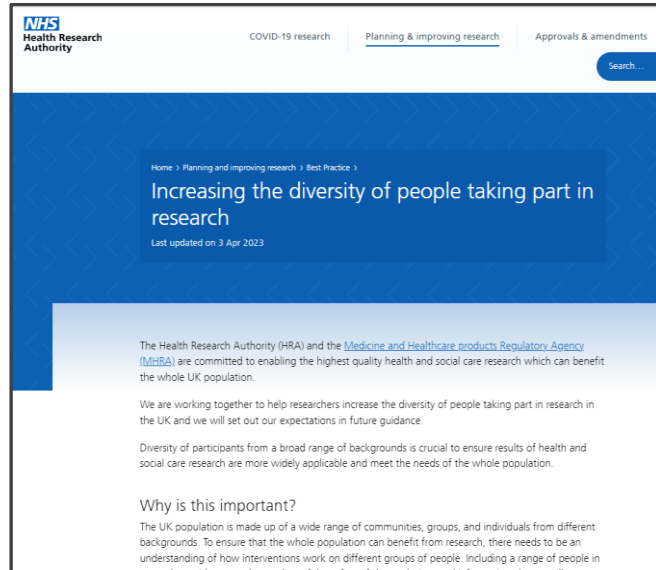 NHS
Health Research
Authority
COVID-19 research
Planning & improving research
Approvals & amendments
Search...
Home > Planning and improving research > Best Practice >
Increasing the diversity of people taking part in
research
Last updated on 3 Apr 2023
The Health Research Authority (HRA) and the Medicine and Healthcare products Regulatory Agency
(MHRA) are committed to enabling the highest quality health and social care research which can benefit
the whole UK population.
We are working together to help researchers increase the diversity of people taking part in research in
the UK and we will set out our expectations in future guidance.
Diversity of participants from a broad range of backgrounds is crucial to ensure results of health and
social care research are more widely applicable and meet the needs of the whole population.
Why is this important?
The UK population is made up of a wide range of communities, groups, and individuals from different
backgrounds. To ensure that the whole population can benefit from research, there needs to be an
understanding of how interventions work on different groups of people. Including a range of people in